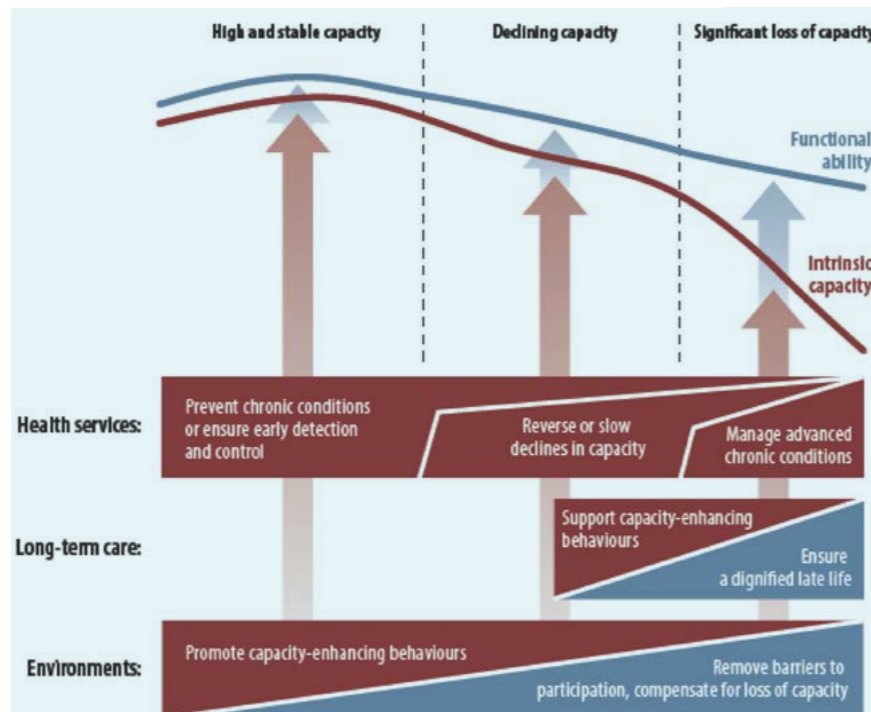 High and stable capacity
Declining capacity
Significant loss of capacity
Functional
ability
Intrinsic
capacity
Health services:
Prevent chronic conditions
or ensure early detection
and control
Reverse or slow
declines in capacity
Manage advanced
chronic conditions
Long-term care:
Support capacity-enhancing
behaviours
Ensure
a dignified late life
Environments:
Promote capacity-enhancing behaviours
Remove barriers to
participation, compensate for loss of capacity